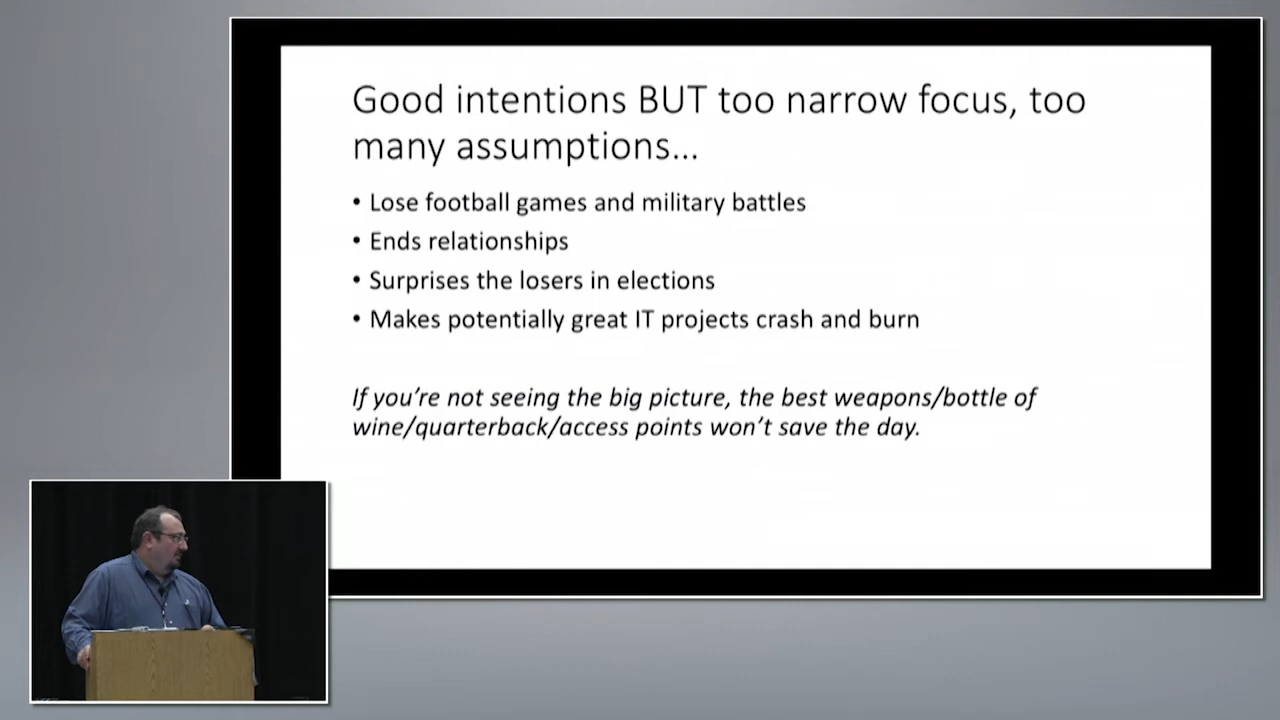 Good intentions BUT too narrow focus, too
many assumptions...
• Lose football games and military battles
• Ends relationships
• Surprises the losers in elections
• Makes potentially great IT projects crash and burn
If you’re not seeing the big picture, the best weapons/bottle of
wine/quarterback/access points won’t save the day.